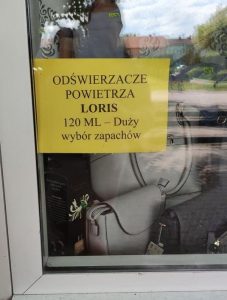 ODŚWIERZACZE
POWIETRZA
LORIS
120 ML – Duży
wybór zapachów